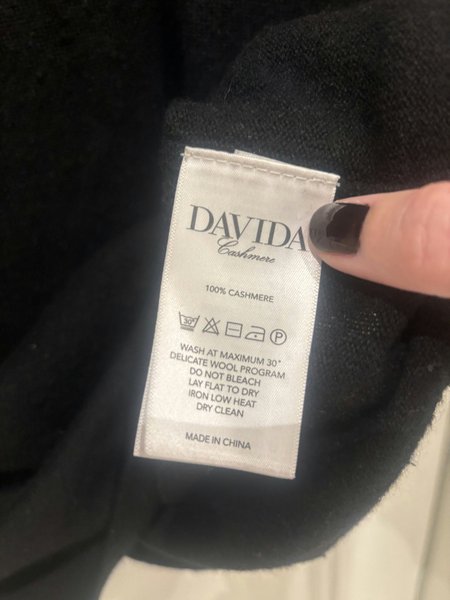 DAVIDA
Cashmere
100% CASHMERE
30°
P
WASH AT MAXIMUM 30°
DELICATE WOOL PROGRAM
DO NOT BLEACH
LAY FLAT TO DRY
IRON LOW HEAT
DRY CLEAN
MADE IN CHINA